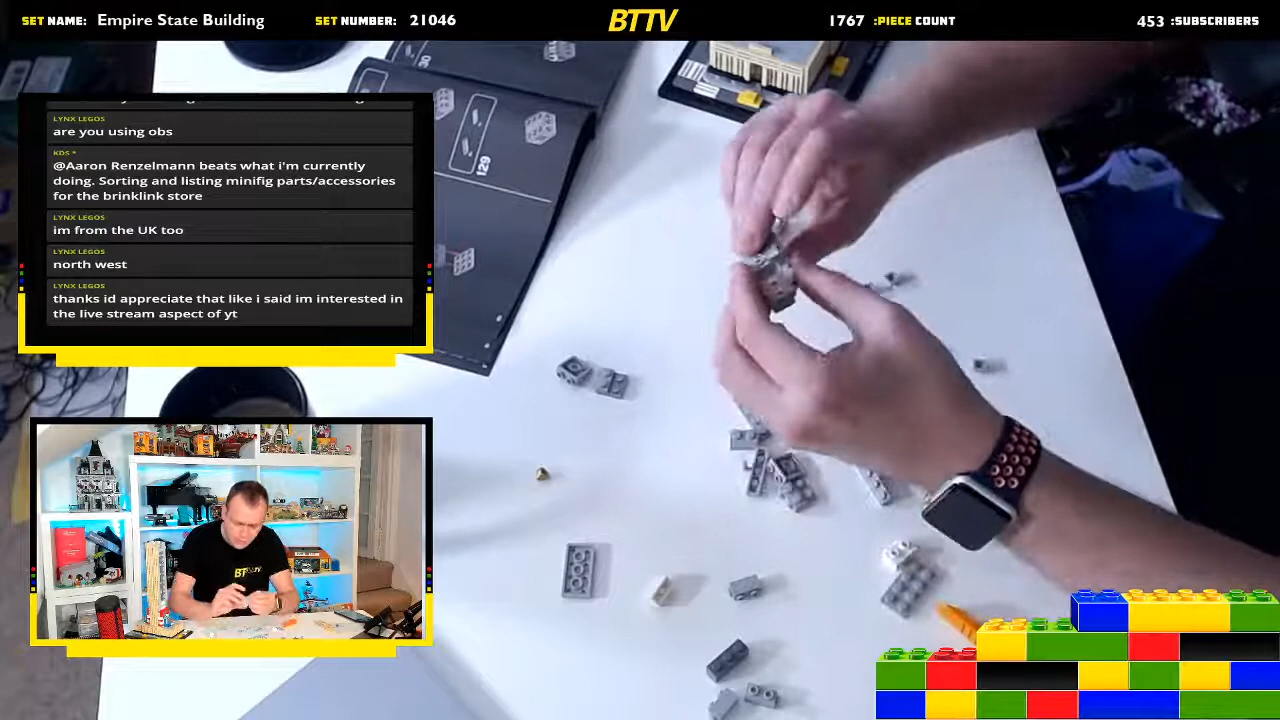 SET NAME: Empire State Building SET NUMBER: 21046 BTTV 1767 :PIECE COUNT 453 :SUBSCRIBERS
LYNX LEGOS
are you using obs
KDS *
@Aaron Renzelmann beats what i'm currently
doing. Sorting and listing minifig parts/accessories
for the brinklink store
LYNX LEGOS
im from the UK too
LYNX LEGOS
north west
LYNX LEGOS
thanks id appreciate that like i said im interested in
the live stream aspect of yt
129